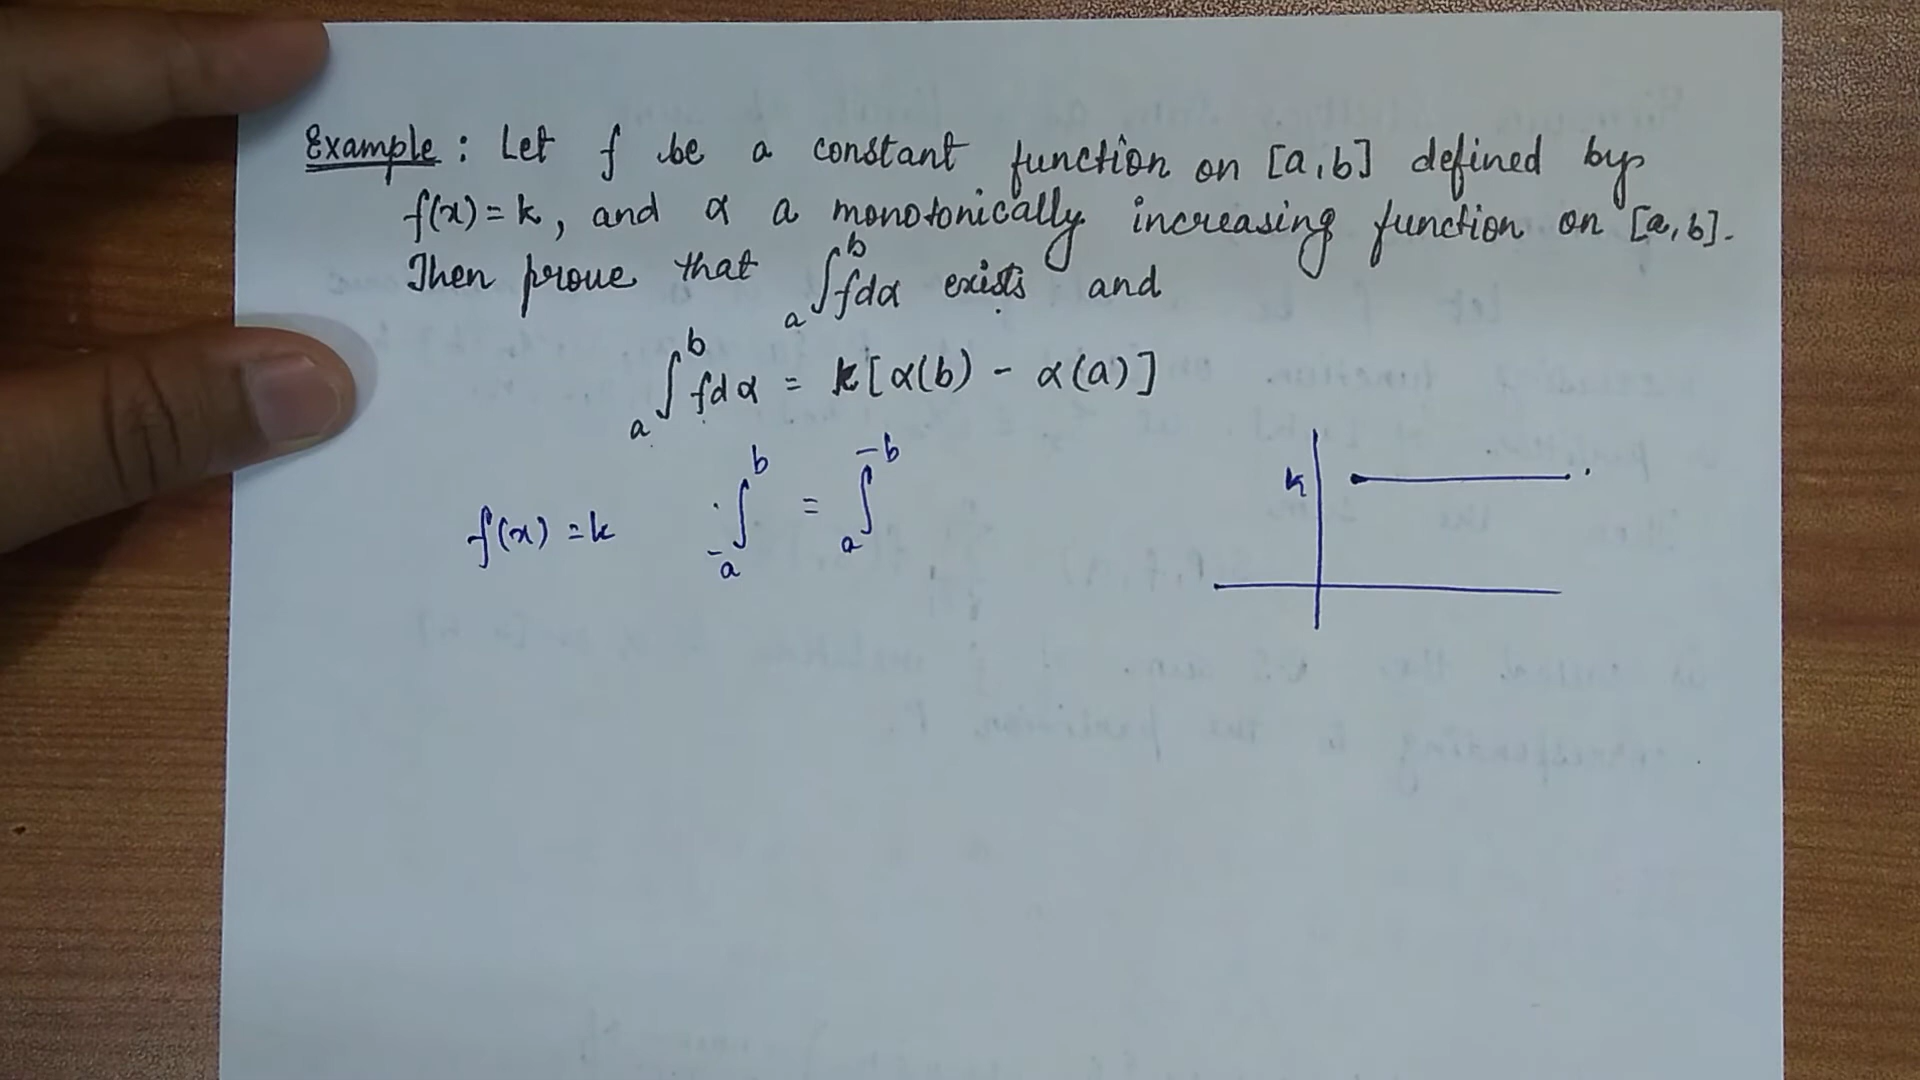 Example : Let f be a constant function on [a,b] defined by
f(x) = k, and α a monotonically increasing function on [a,b].
Then prove that ∫_a^b f dα exists and
∫_a^b f dα = k[α(b) - α(a)]
f(x) = k ∫_{-a}^b = ∫_a^{-b}
k